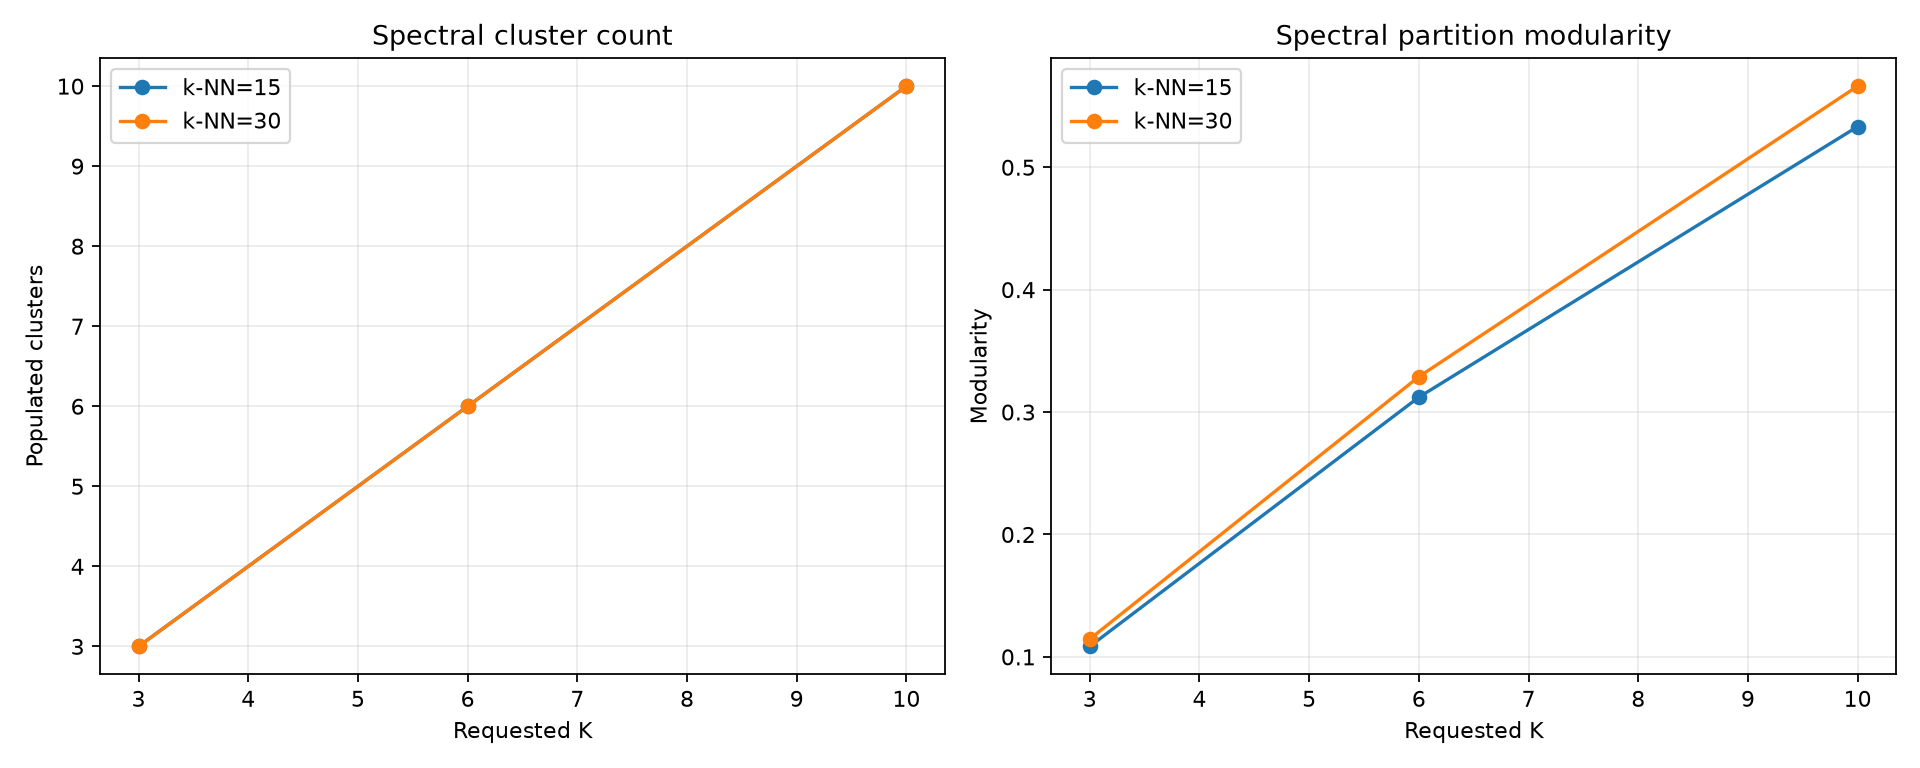 Spectral cluster count
k-NN=15
k-NN=30
10
9
8
7
6
5
4
3
Populated clusters
3 4 5 6 7 8 9 10
Requested K
Spectral partition modularity
k-NN=15
k-NN=30
0.5
0.4
0.3
0.2
0.1
Modularity
3 4 5 6 7 8 9 10
Requested K